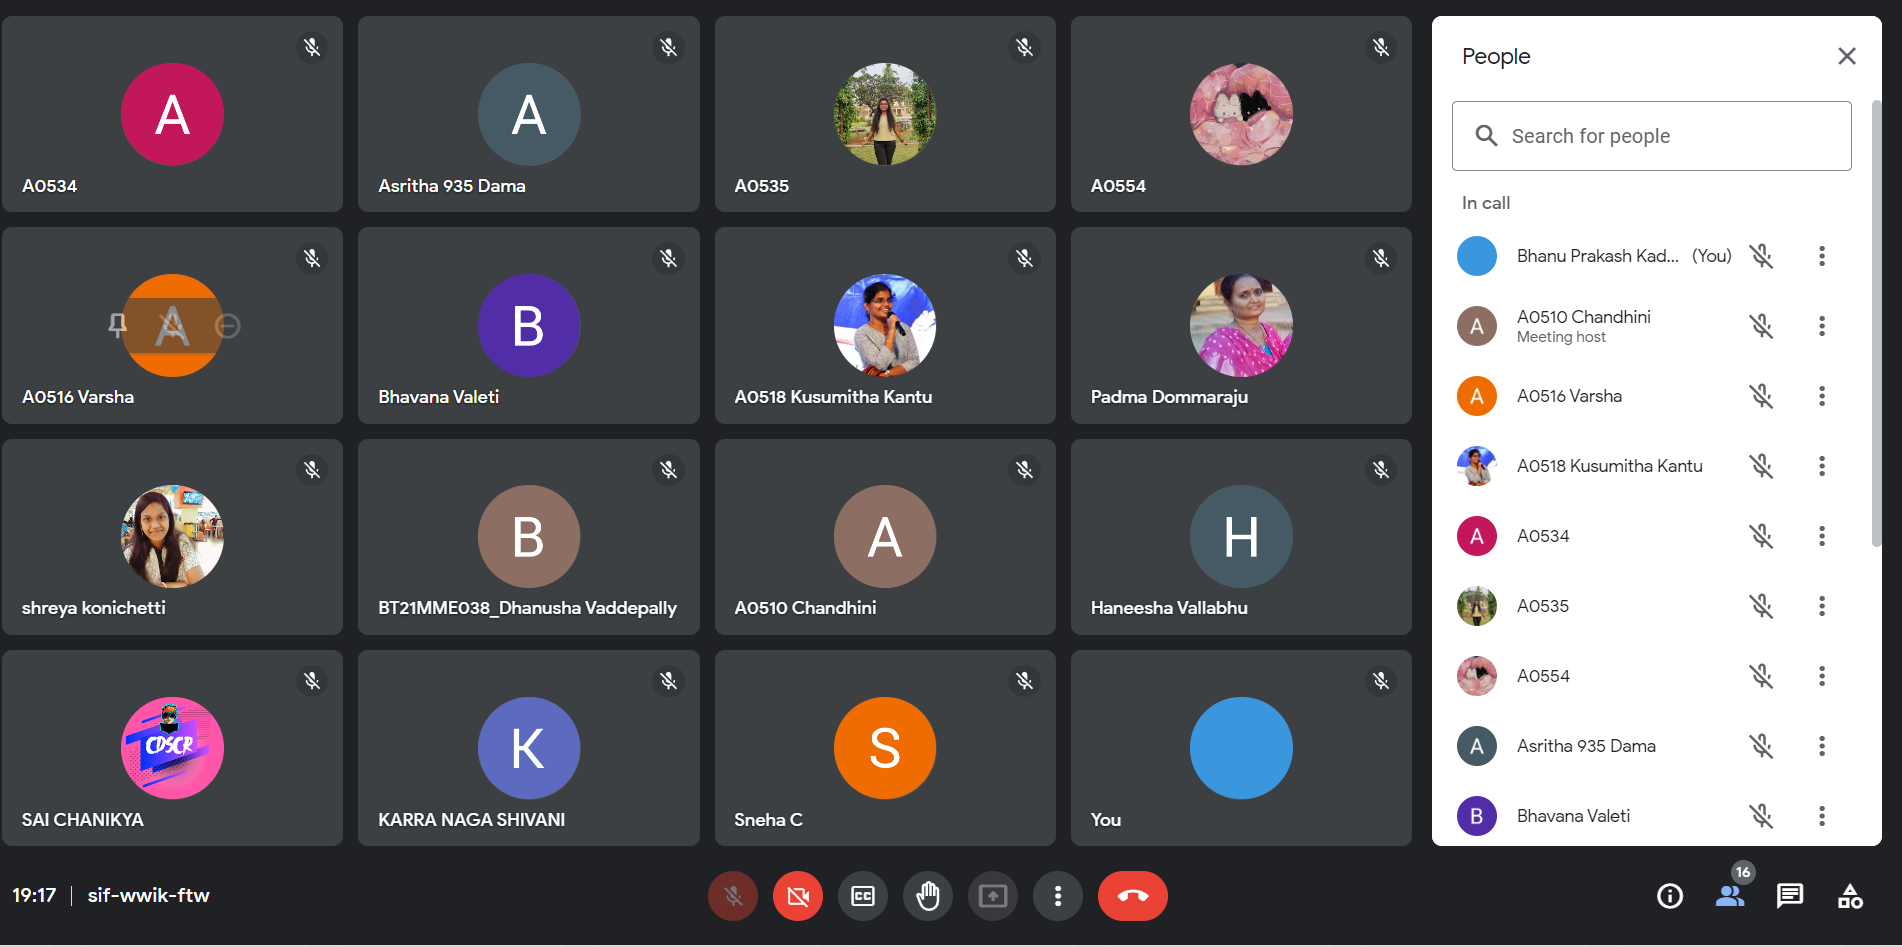 A
A0534
A
Asritha 935 Dama
A0535
A0554
A
A0516 Varsha
B
Bhavana Valeti
A0518 Kusumitha Kantu
Padma Dommaraju
shreya konichetti
B
BT21MME038_Dhanusha Vaddepally
A
A0510 Chandhini
H
Haneesha Vallabhu
CDSCR
SAI CHANIKYA
K
KARRA NAGA SHIVANI
S
Sneha C
You
People
Search for people
In call
Bhanu Prakash Kad... (You)
A
A0510 Chandhini
Meeting host
A
A0516 Varsha
A0518 Kusumitha Kantu
A
A0534
A0535
A0554
A
Asritha 935 Dama
B
Bhavana Valeti
19:17 | sif-wwik-ftw
CC
16